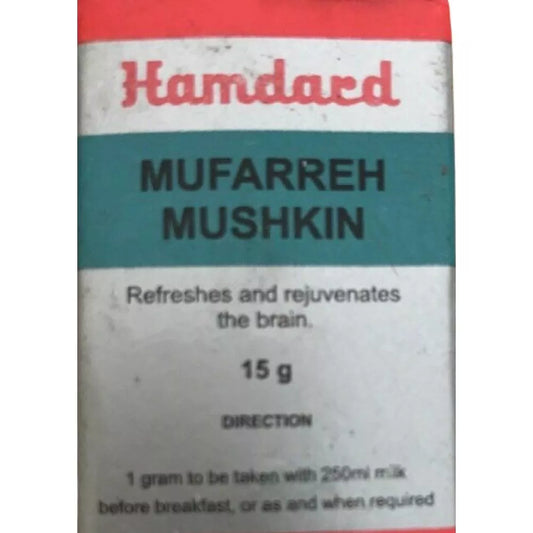 Hamdard
MUFARREH
MUSHKIN
Refreshes and rejuvenates
the brain.
15 g
DIRECTION
1 gram to be taken with 250ml milk
before breakfast, or as and when required